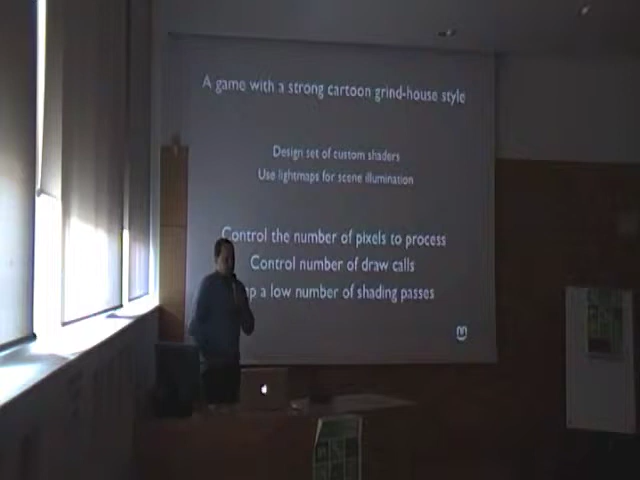 A game with a strong cartoon grind-house style
Design set of custom shaders
Use lightmaps for scene illumination
Control the number of pixels to process
Control number of draw calls
a low number of shading passes